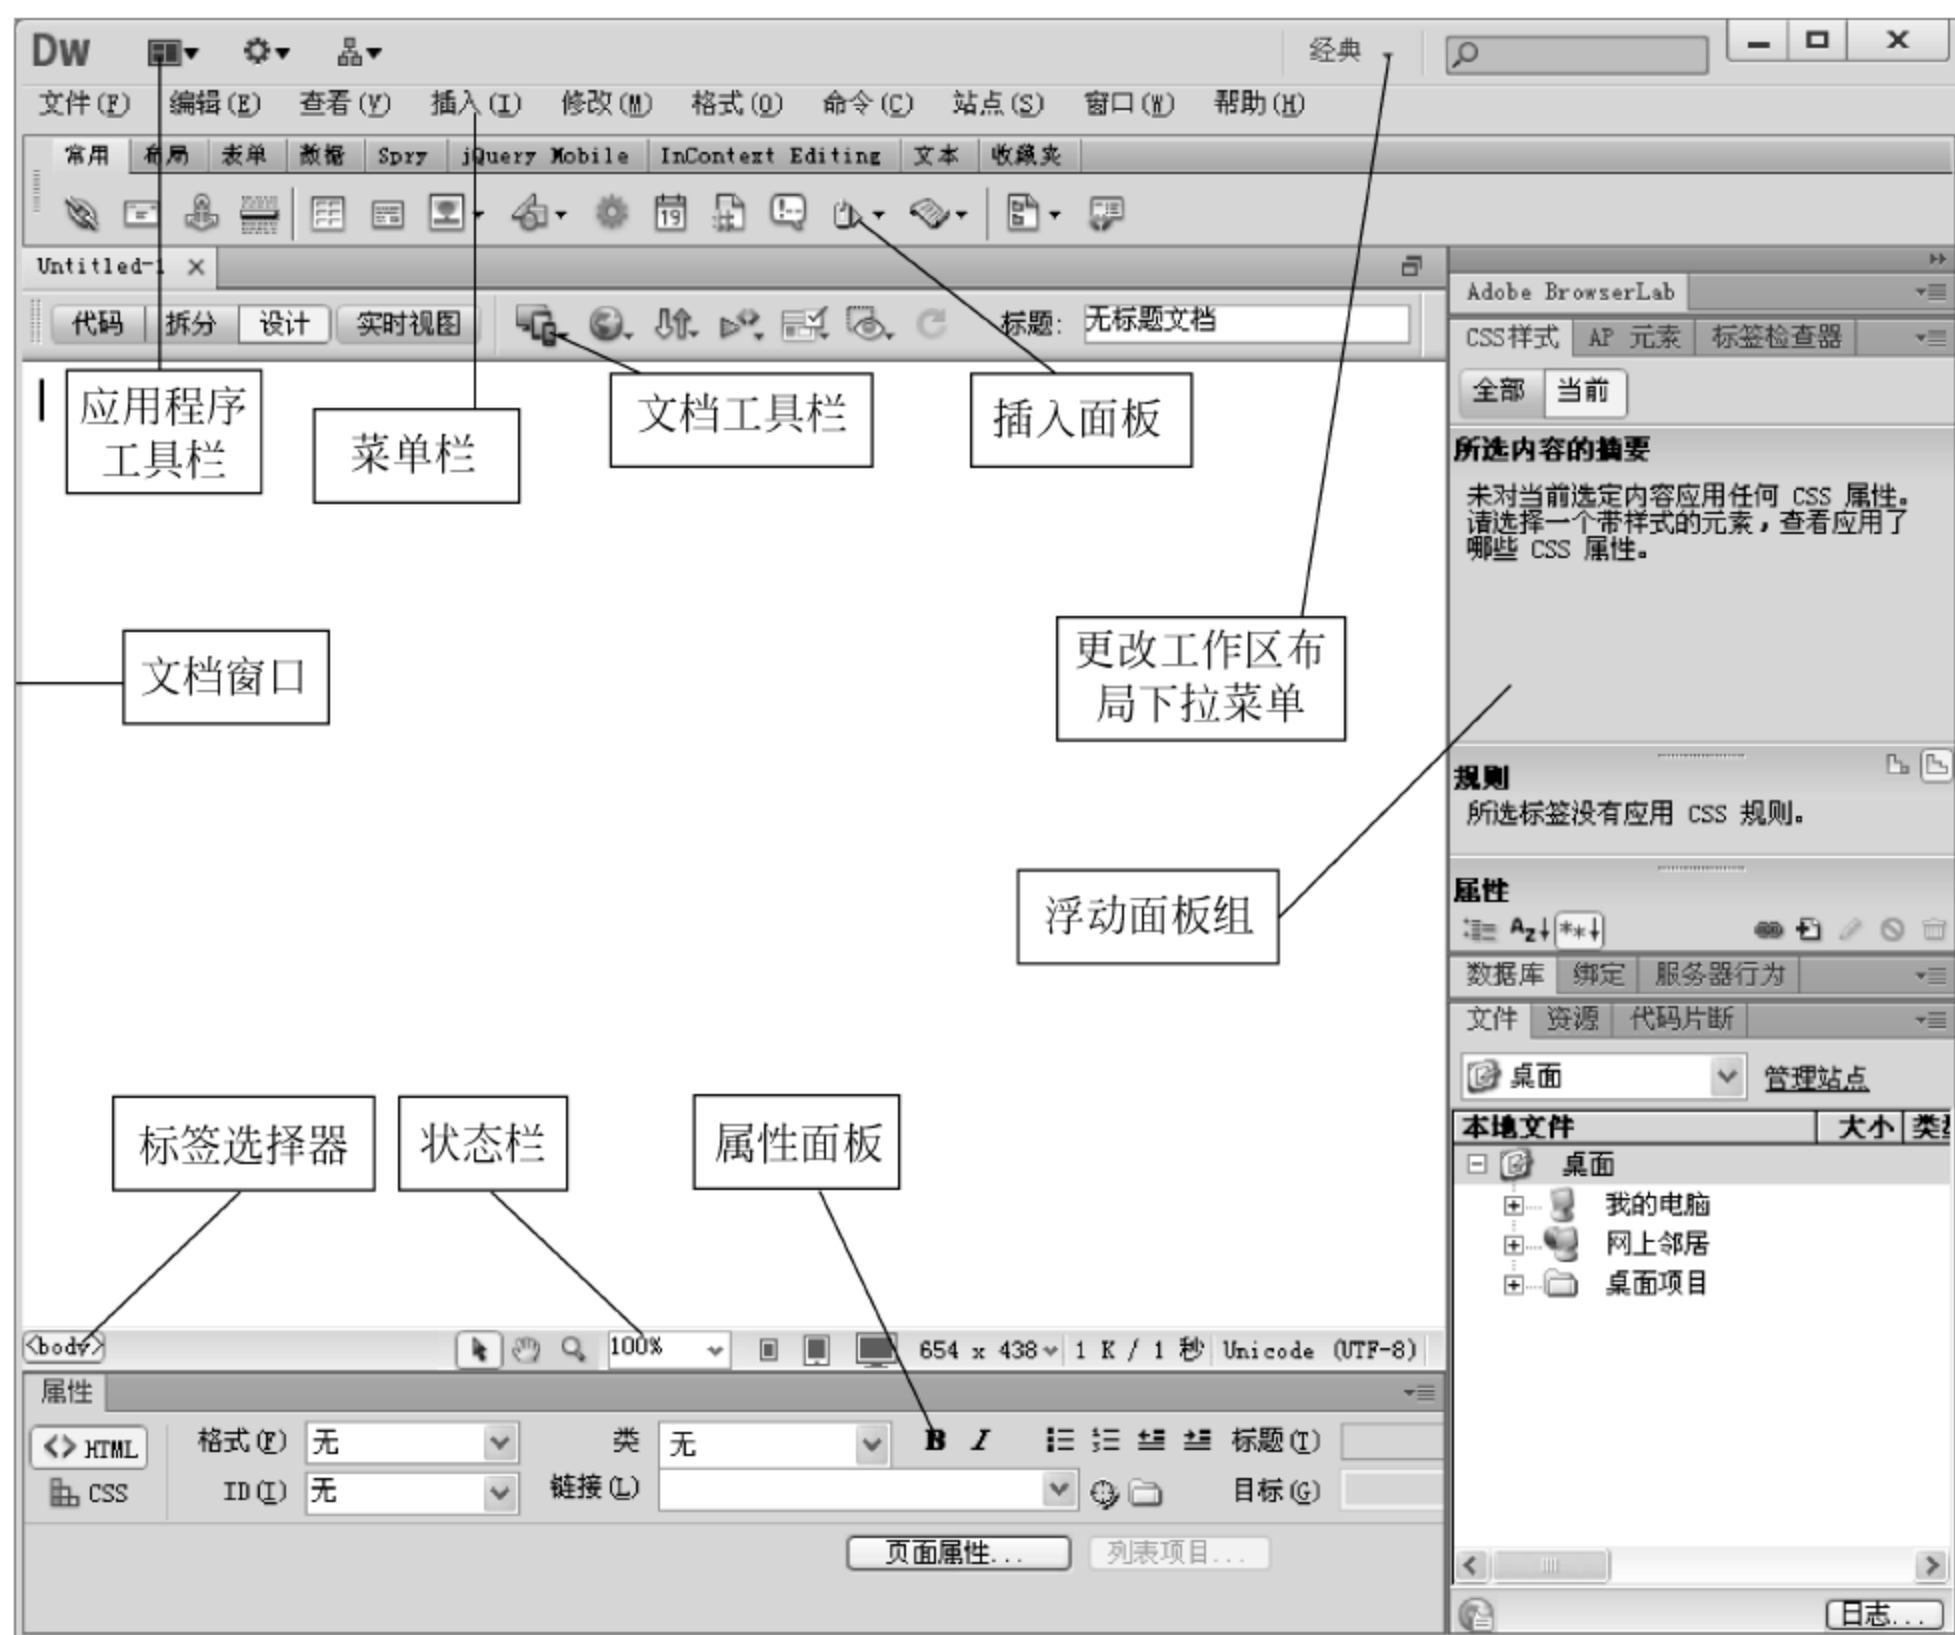 Dw 经典
文件(F) 编辑(E) 查看(V) 插入(I) 修改(M) 格式(O) 命令(C) 站点(S) 窗口(W) 帮助(H)
常用 布局 表单 数据 Spry jQuery Mobile InContext Editing 文本 收藏夹
19
Untitled-1
代码 拆分 设计 实时视图 标题: 无标题文档
应用程序
工具栏
菜单栏
文档工具栏
插入面板
文档窗口
更改工作区布
局下拉菜单
浮动面板组
标签选择器
状态栏
属性面板
<body> 100% 654 x 438 1 K / 1 秒 Unicode (UTF-8)
属性
<> HTML 格式(F) 无 类 无 B I 标题(T)
CSS ID(I) 无 链接(L) 目标(G)
页面属性... 列表项目...
Adobe BrowserLab
CSS样式 AP 元素 标签检查器
全部 当前
所选内容的摘要
未对当前选定内容应用任何 CSS 属性。
请选择一个带样式的元素，查看应用了
哪些 CSS 属性。
规则
所选标签没有应用 CSS 规则。
属性
Az↓ **↓
数据库 绑定 服务器行为
文件 资源 代码片断
桌面 管理站点
本地文件 大小 类型
桌面
我的电脑
网上邻居
桌面项目
日志...